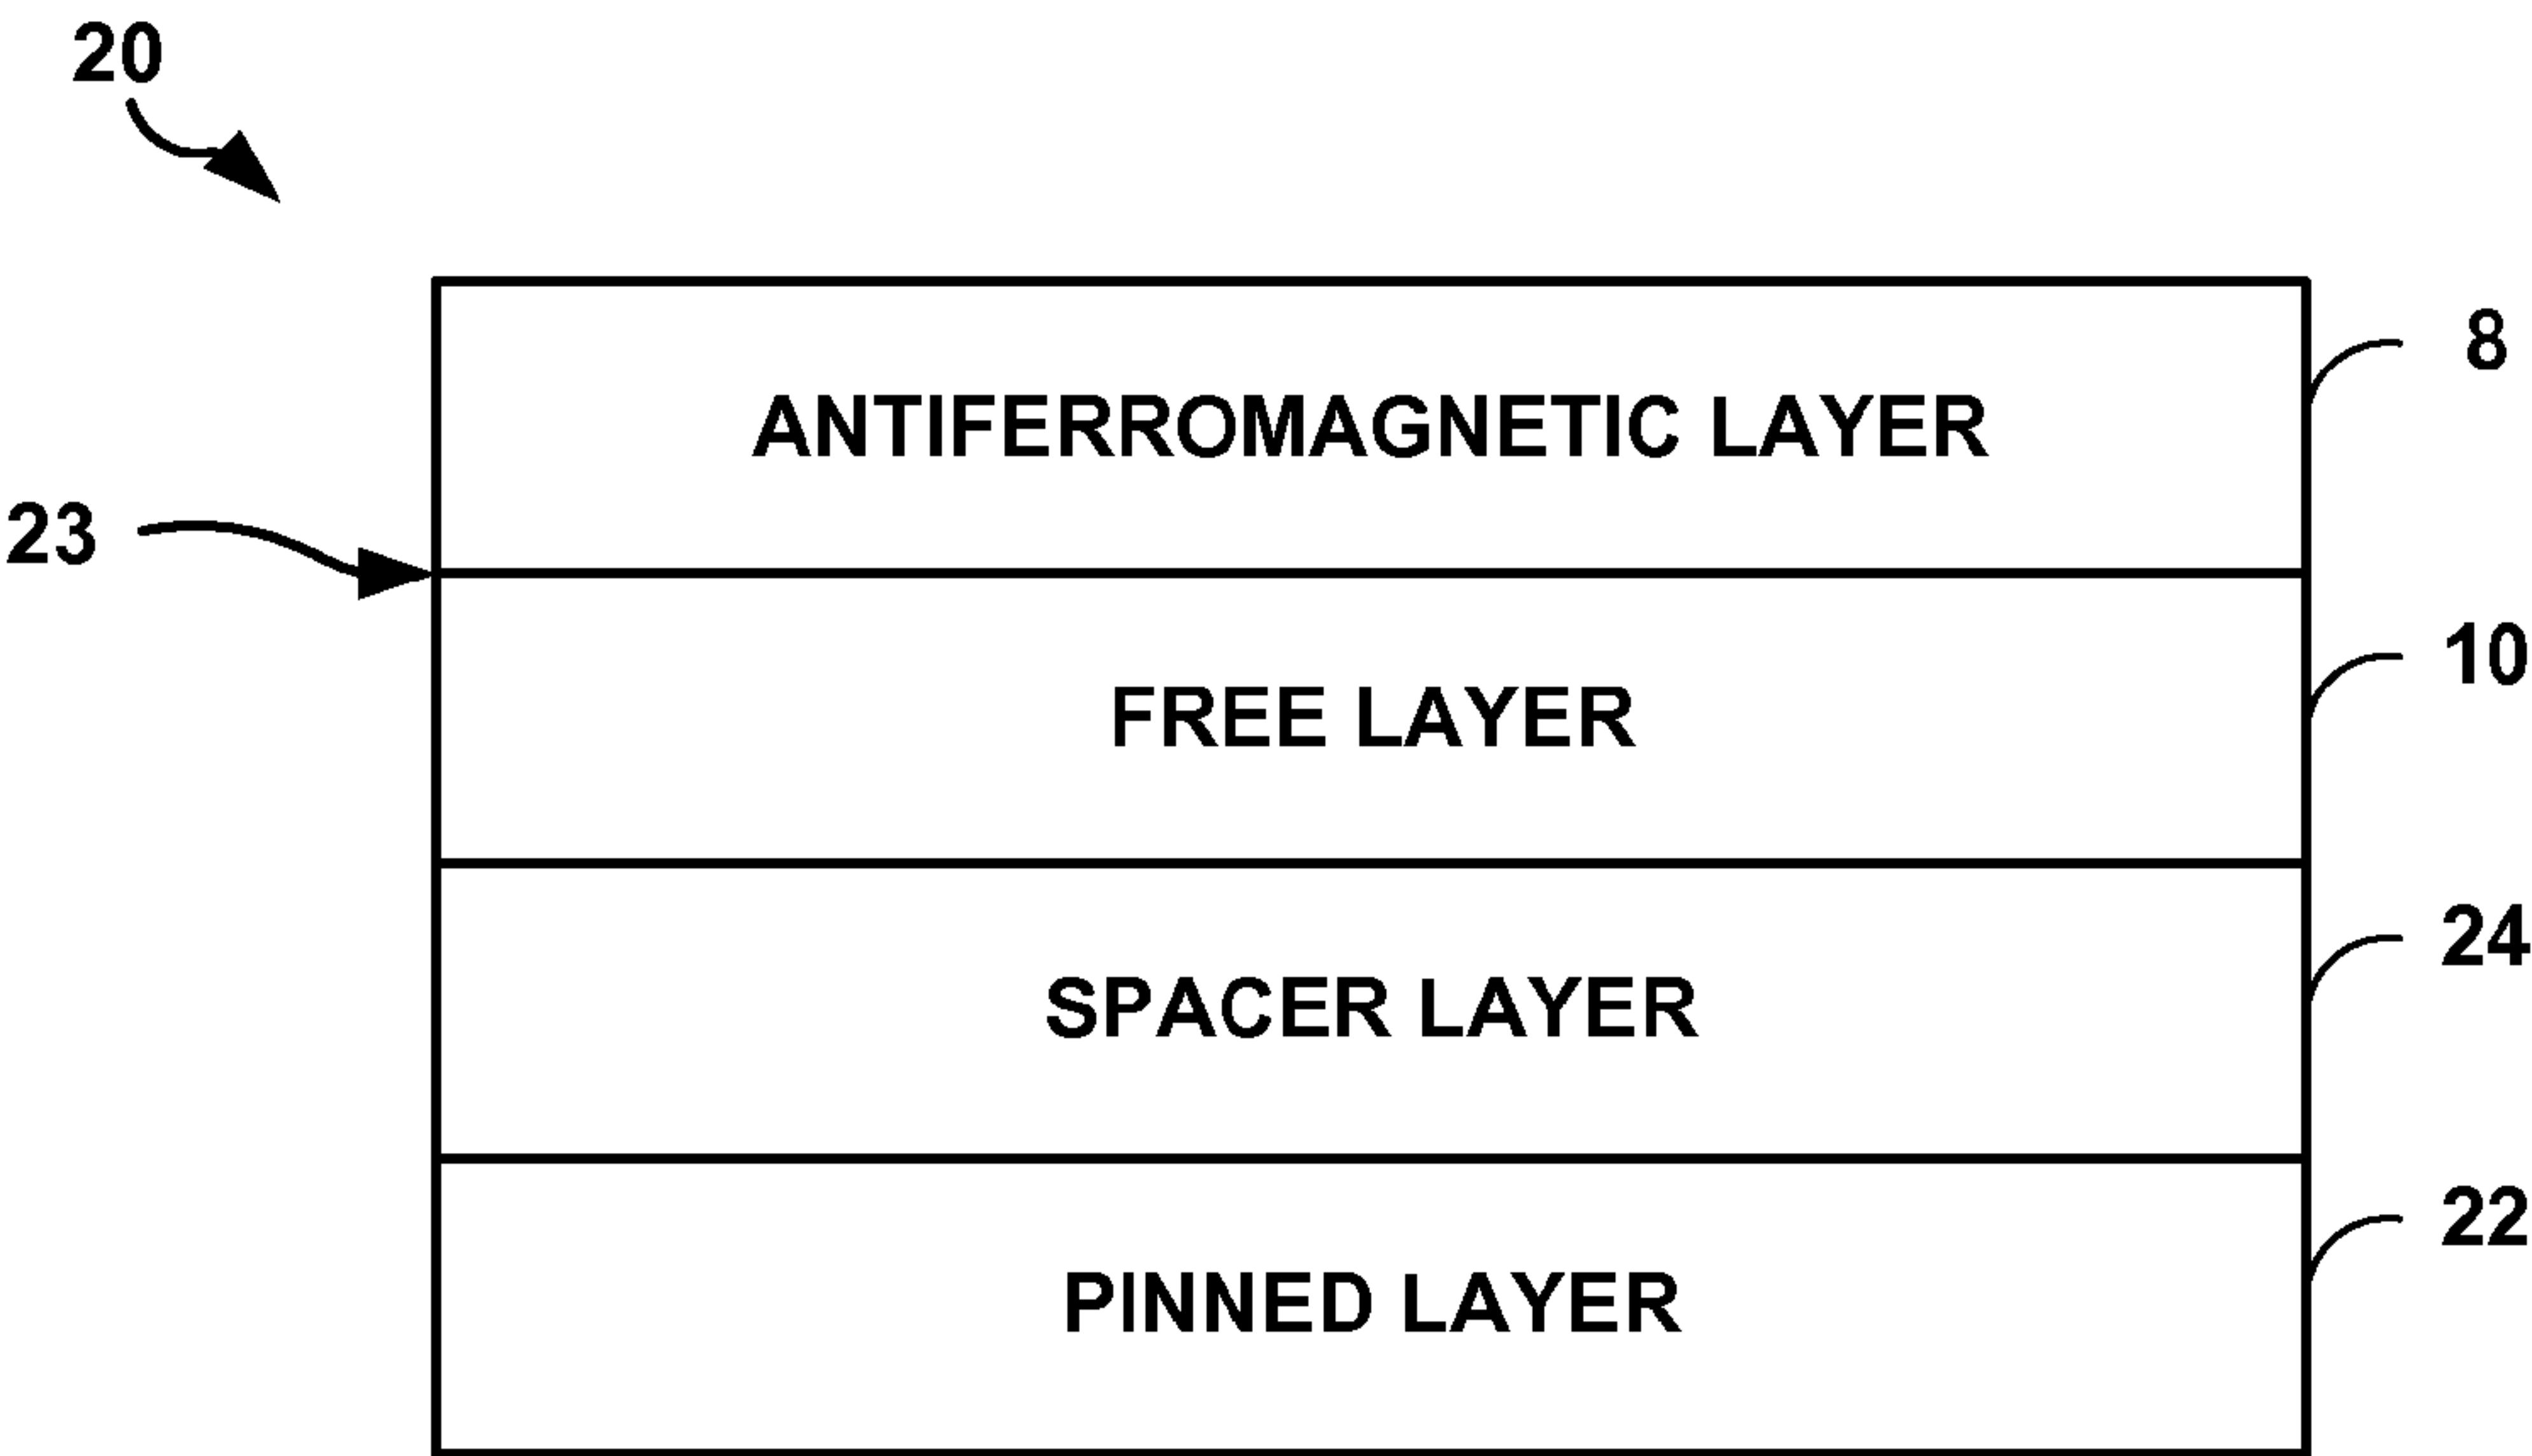 20
8
ANTIFERROMAGNETIC LAYER
23
10
FREE LAYER
24
SPACER LAYER
22
PINNED LAYER